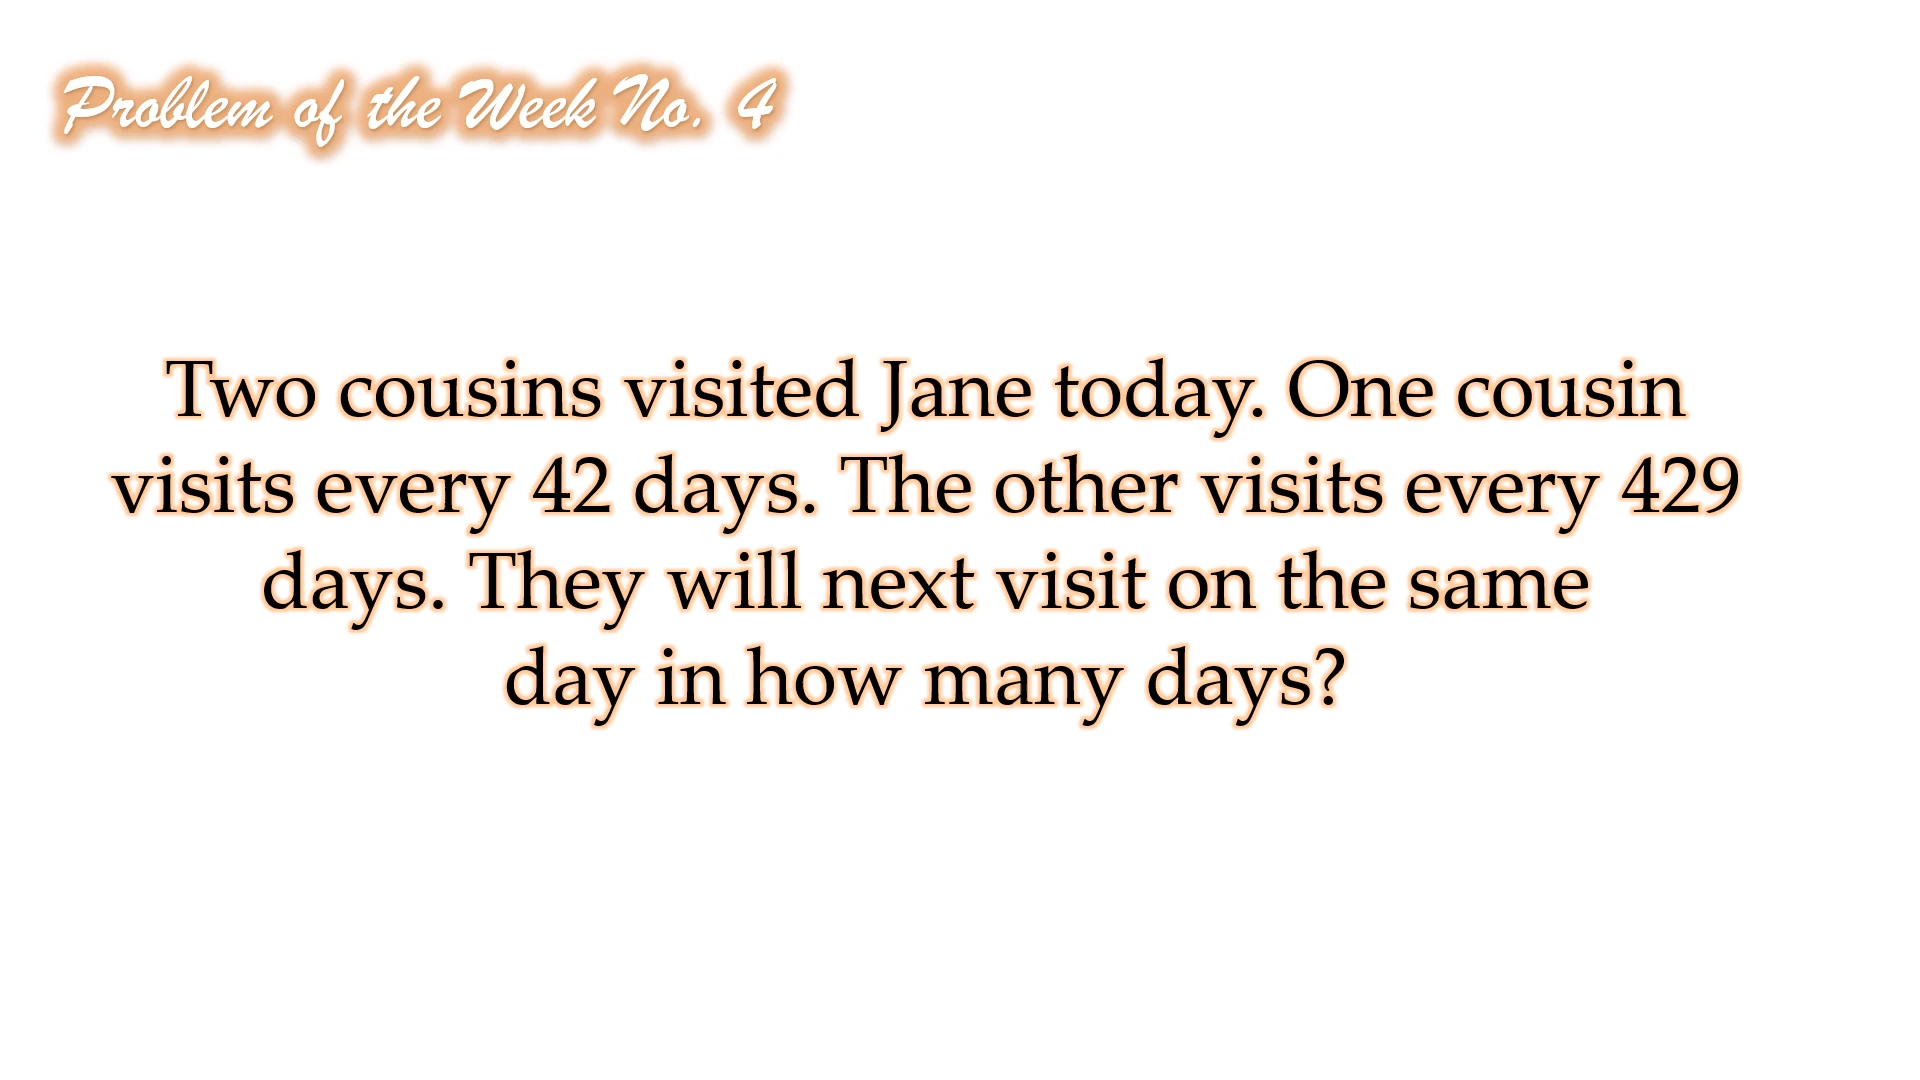 Problem of the Week No. 4
Two cousins visited Jane today. One cousin
visits every 42 days. The other visits every 429
days. They will next visit on the same
day in how many days?